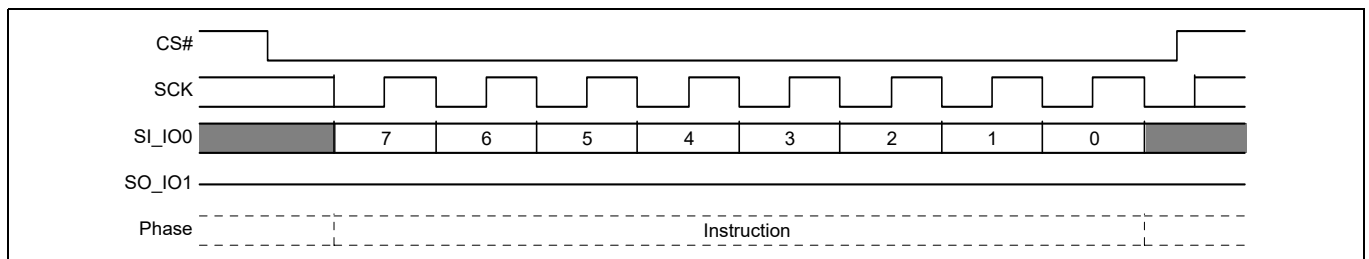 CS#
SCK
SI_IO0 7 6 5 4 3 2 1 0
SO_IO1
Phase Instruction